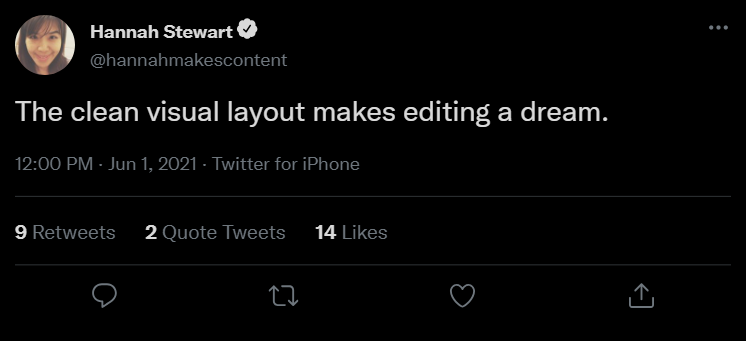 Hannah Stewart
@hannahmakescontent
The clean visual layout makes editing a dream.
12:00 PM · Jun 1, 2021 · Twitter for iPhone
9 Retweets 2 Quote Tweets 14 Likes